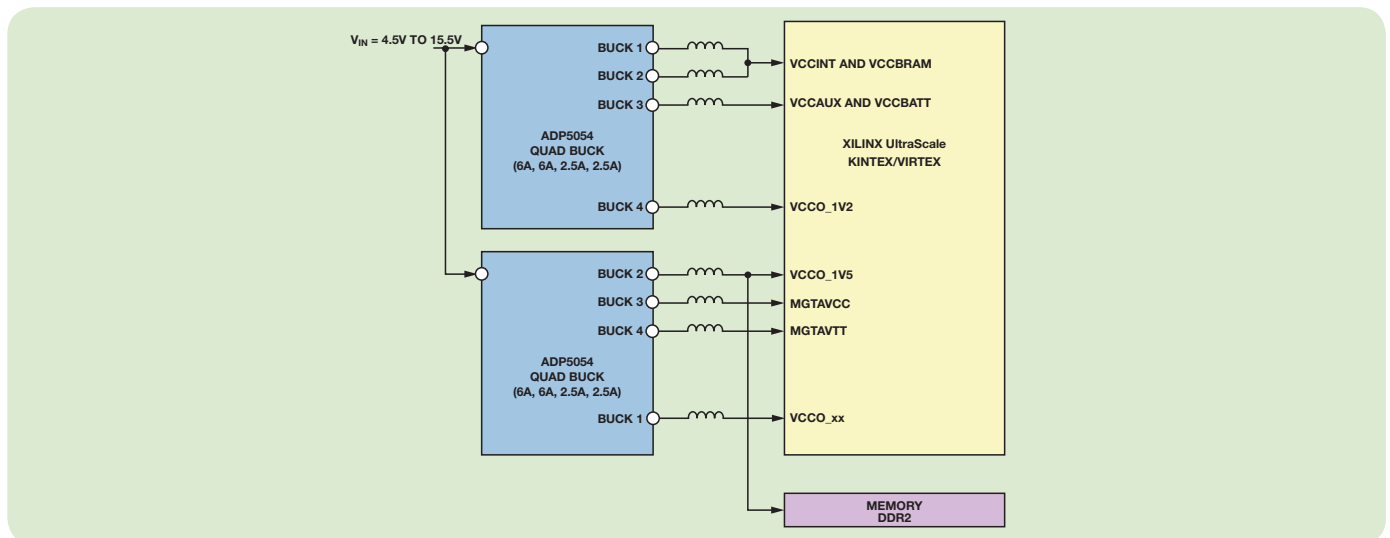 VIN = 4.5V TO 15.5V
BUCK 1
BUCK 2
BUCK 3
ADP5054
QUAD BUCK
(6A, 6A, 2.5A, 2.5A)
BUCK 4
VCCINT AND VCCBRAM
VCCAUX AND VCCBATT
XILINX UltraScale
KINTEX/VIRTEX
VCCO_1V2
BUCK 2
BUCK 3
BUCK 4
ADP5054
QUAD BUCK
(6A, 6A, 2.5A, 2.5A)
BUCK 1
VCCO_1V5
MGTAVCC
MGTAVTT
VCCO_xx
MEMORY
DDR2